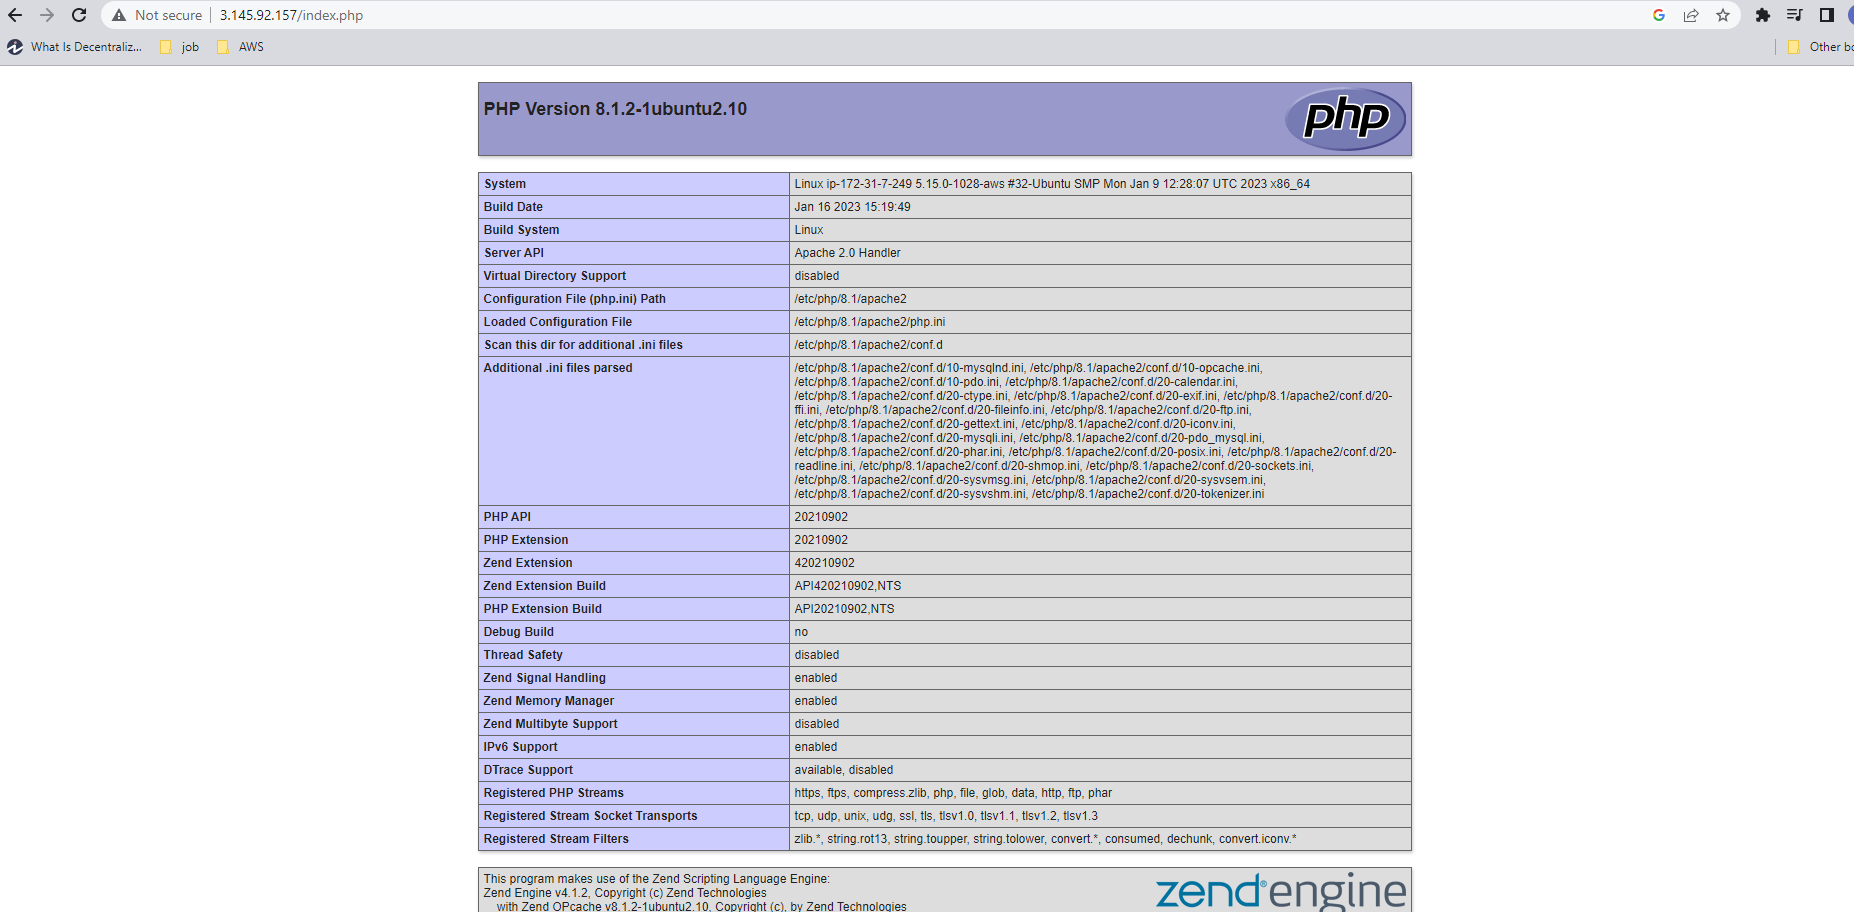 Not secure 3.145.92.157/index.php
What Is Decentraliz... job AWS Other bo
PHP Version 8.1.2-1ubuntu2.10
php
System Linux ip-172-31-7-249 5.15.0-1028-aws #32-Ubuntu SMP Mon Jan 9 12:28:07 UTC 2023 x86_64
Build Date Jan 16 2023 15:19:49
Build System Linux
Server API Apache 2.0 Handler
Virtual Directory Support disabled
Configuration File (php.ini) Path /etc/php/8.1/apache2
Loaded Configuration File /etc/php/8.1/apache2/php.ini
Scan this dir for additional .ini files /etc/php/8.1/apache2/conf.d
Additional .ini files parsed /etc/php/8.1/apache2/conf.d/10-mysqlnd.ini, /etc/php/8.1/apache2/conf.d/10-opcache.ini,
/etc/php/8.1/apache2/conf.d/10-pdo.ini, /etc/php/8.1/apache2/conf.d/20-calendar.ini,
/etc/php/8.1/apache2/conf.d/20-ctype.ini, /etc/php/8.1/apache2/conf.d/20-exif.ini, /etc/php/8.1/apache2/conf.d/20-
ffi.ini, /etc/php/8.1/apache2/conf.d/20-fileinfo.ini, /etc/php/8.1/apache2/conf.d/20-ftp.ini,
/etc/php/8.1/apache2/conf.d/20-gettext.ini, /etc/php/8.1/apache2/conf.d/20-iconv.ini,
/etc/php/8.1/apache2/conf.d/20-mysqli.ini, /etc/php/8.1/apache2/conf.d/20-pdo_mysql.ini,
/etc/php/8.1/apache2/conf.d/20-phar.ini, /etc/php/8.1/apache2/conf.d/20-posix.ini, /etc/php/8.1/apache2/conf.d/20-
readline.ini, /etc/php/8.1/apache2/conf.d/20-shmop.ini, /etc/php/8.1/apache2/conf.d/20-sockets.ini,
/etc/php/8.1/apache2/conf.d/20-sysvmsg.ini, /etc/php/8.1/apache2/conf.d/20-sysvsem.ini,
/etc/php/8.1/apache2/conf.d/20-sysvshm.ini, /etc/php/8.1/apache2/conf.d/20-tokenizer.ini
PHP API 20210902
PHP Extension 20210902
Zend Extension 420210902
Zend Extension Build API420210902,NTS
PHP Extension Build API20210902,NTS
Debug Build no
Thread Safety disabled
Zend Signal Handling enabled
Zend Memory Manager enabled
Zend Multibyte Support disabled
IPv6 Support enabled
DTrace Support available, disabled
Registered PHP Streams https, ftps, compress.zlib, php, file, glob, data, http, ftp, phar
Registered Stream Socket Transports tcp, udp, unix, udg, ssl, tls, tlsv1.0, tlsv1.1, tlsv1.2, tlsv1.3
Registered Stream Filters zlib.*, string.rot13, string.toupper, string.tolower, convert.*, consumed, dechunk, convert.iconv.*
This program makes use of the Zend Scripting Language Engine:
Zend Engine v4.1.2, Copyright (c) Zend Technologies
with Zend OPcache v8.1.2-1ubuntu2.10, Copyright (c), by Zend Technologies
zend®engine